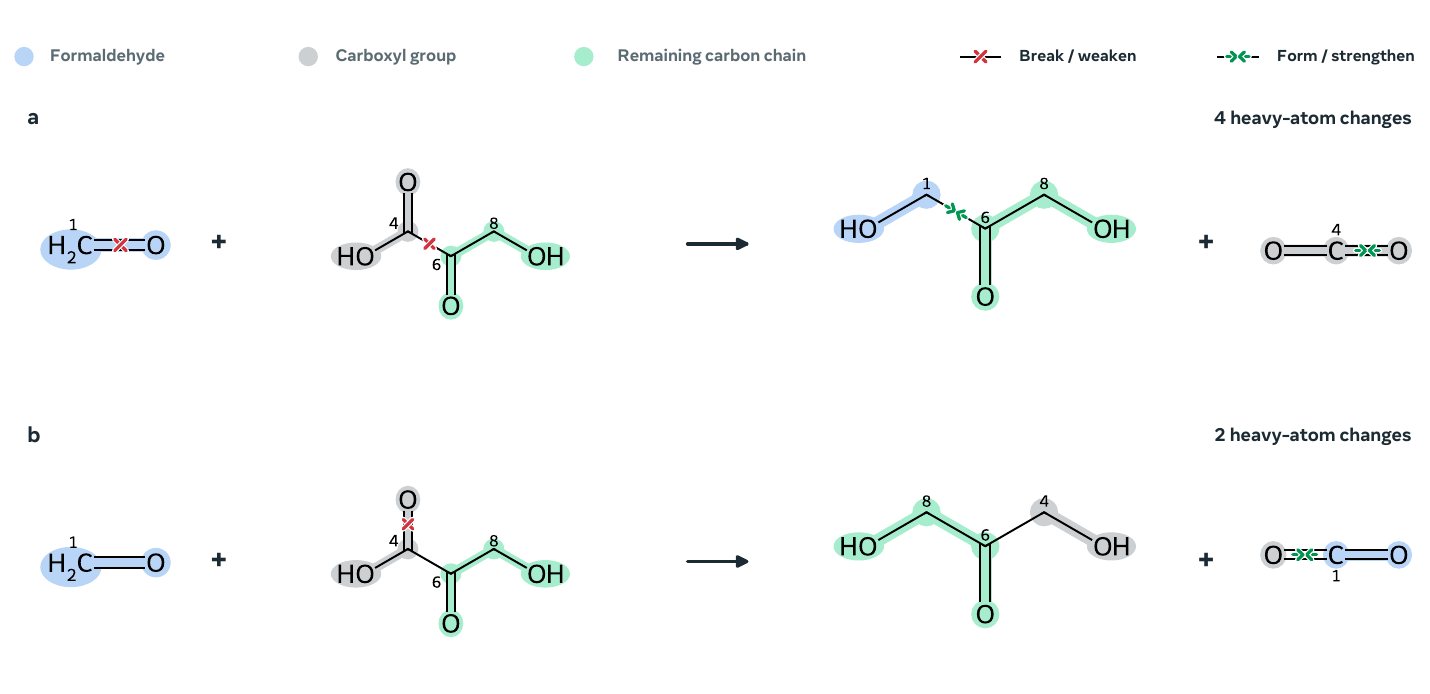 Formaldehyde Carboxyl group Remaining carbon chain Break / weaken Form / strengthen
a 4 heavy-atom changes
1
H2C O
+
O
4
HO
8
6
OH
O
1
8
HO
6
OH
O
+
4
O C O
b 2 heavy-atom changes
1
H2C O
+
O
4
HO
8
6
OH
O
8
4
HO
6
OH
O
+
O C O
1